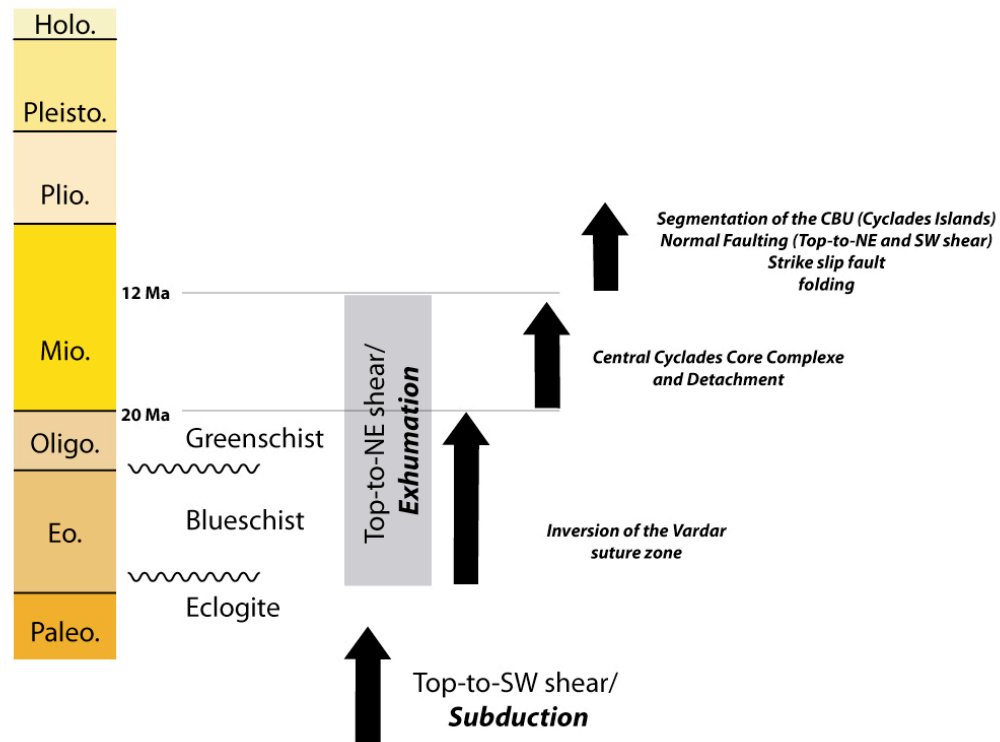 Holo.
Pleisto.
Plio.
Segmentation of the CBU (Cyclades Islands)
Normal Faulting (Top-to-NE and SW shear)
Strike slip fault
folding
12 Ma
Mio.
Central Cyclades Core Complexe
and Detachment
20 Ma
Oligo.
Greenschist
Top-to-NE shear/
Exhumation
Eo.
Blueschist
Inversion of the Vardar
suture zone
Eclogite
Paleo.
Top-to-SW shear/
Subduction